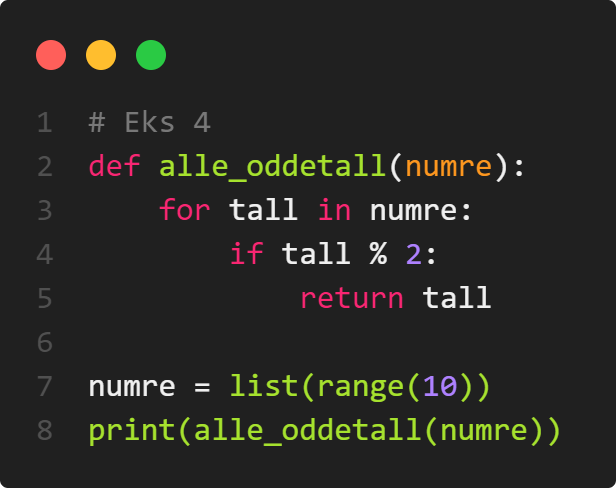 1 # Eks 4
2 def alle_oddetall(numre):
3     for tall in numre:
4         if tall % 2:
5             return tall
6
7 numre = list(range(10))
8 print(alle_oddetall(numre))